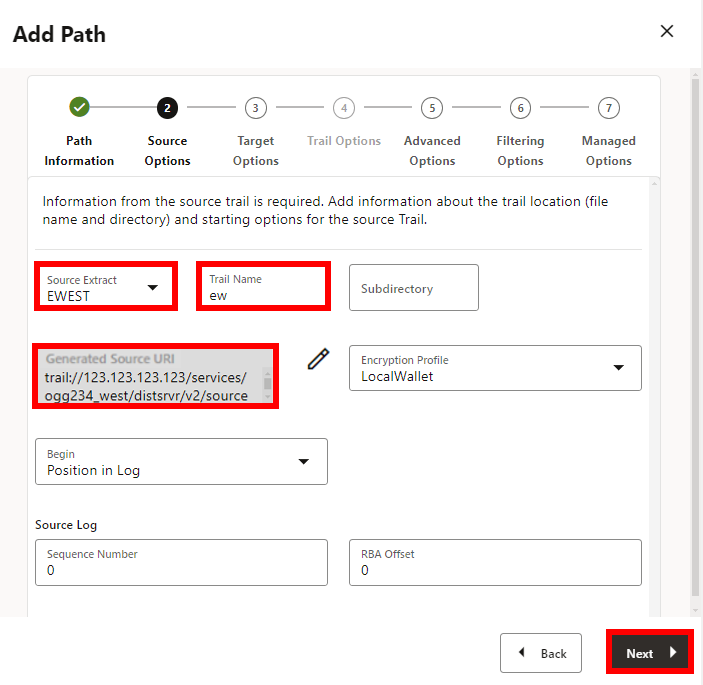 Add Path
2 3 4 5 6 7
Path Source Target Trail Options Advanced Filtering Managed
Information Options Options Options Options Options
Information from the source trail is required. Add information about the trail location (file
name and directory) and starting options for the source Trail.
Source Extract
EWEST
Trail Name
ew
Subdirectory
Generated Source URI
trail://123.123.123.123/services/
ogg234_west/distsrvr/v2/source
Encryption Profile
LocalWallet
Begin
Position in Log
Source Log
Sequence Number
0
RBA Offset
0
Back
Next